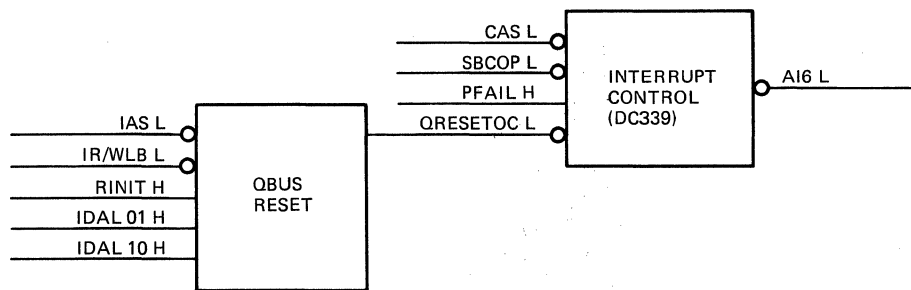 CAS L
SBCOP L
PFAIL H
QRESETOC L
INTERRUPT
CONTROL
(DC339)
AI6 L
IAS L
IR/WLB L
RINIT H
IDAL 01 H
IDAL 10 H
QBUS
RESET